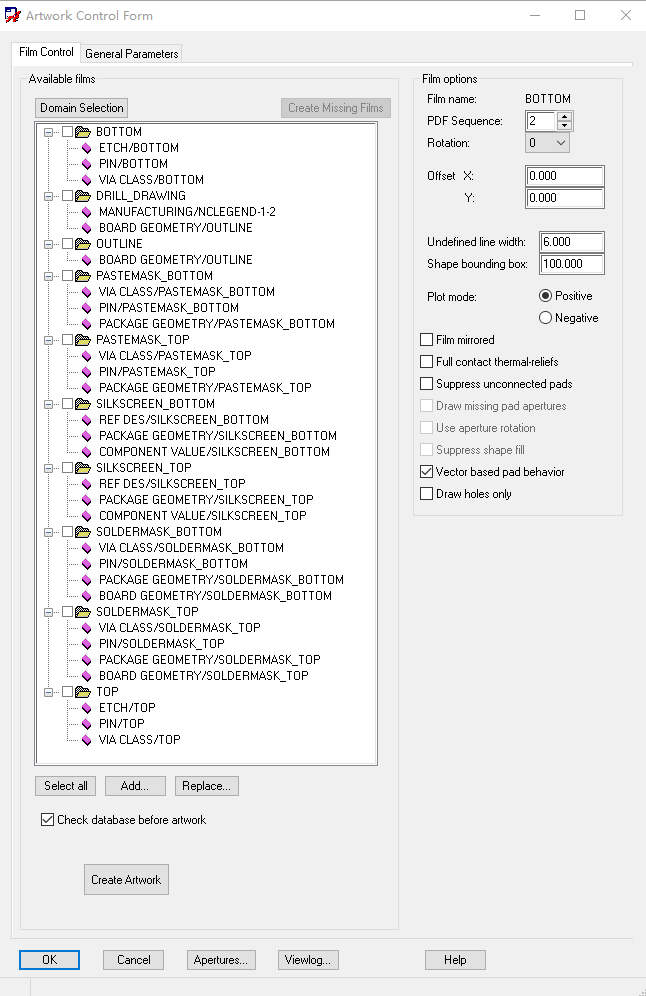 Artwork Control Form
Film Control
General Parameters
Available films
Domain Selection
Create Missing Films
BOTTOM
ETCH/BOTTOM
PIN/BOTTOM
VIA CLASS/BOTTOM
DRILL_DRAWING
MANUFACTURING/NCLEGEND-1-2
BOARD GEOMETRY/OUTLINE
OUTLINE
BOARD GEOMETRY/OUTLINE
PASTEMASK_BOTTOM
VIA CLASS/PASTEMASK_BOTTOM
PIN/PASTEMASK_BOTTOM
PACKAGE GEOMETRY/PASTEMASK_BOTTOM
PASTEMASK_TOP
VIA CLASS/PASTEMASK_TOP
PIN/PASTEMASK_TOP
PACKAGE GEOMETRY/PASTEMASK_TOP
SILKSCREEN_BOTTOM
REF DES/SILKSCREEN_BOTTOM
PACKAGE GEOMETRY/SILKSCREEN_BOTTOM
COMPONENT VALUE/SILKSCREEN_BOTTOM
SILKSCREEN_TOP
REF DES/SILKSCREEN_TOP
PACKAGE GEOMETRY/SILKSCREEN_TOP
COMPONENT VALUE/SILKSCREEN_TOP
SOLDERMASK_BOTTOM
VIA CLASS/SOLDERMASK_BOTTOM
PIN/SOLDERMASK_BOTTOM
PACKAGE GEOMETRY/SOLDERMASK_BOTTOM
BOARD GEOMETRY/SOLDERMASK_BOTTOM
SOLDERMASK_TOP
VIA CLASS/SOLDERMASK_TOP
PIN/SOLDERMASK_TOP
PACKAGE GEOMETRY/SOLDERMASK_TOP
BOARD GEOMETRY/SOLDERMASK_TOP
TOP
ETCH/TOP
PIN/TOP
VIA CLASS/TOP
Select all
Add...
Replace...
Check database before artwork
Create Artwork
Film options
Film name: BOTTOM
PDF Sequence: 2
Rotation: 0
Offset X: 0.000
Y: 0.000
Undefined line width: 6.000
Shape bounding box: 100.000
Plot mode: Positive
Negative
Film mirrored
Full contact thermal-reliefs
Suppress unconnected pads
Draw missing pad apertures
Use aperture rotation
Suppress shape fill
Vector based pad behavior
Draw holes only
OK
Cancel
Apertures...
Viewlog...
Help